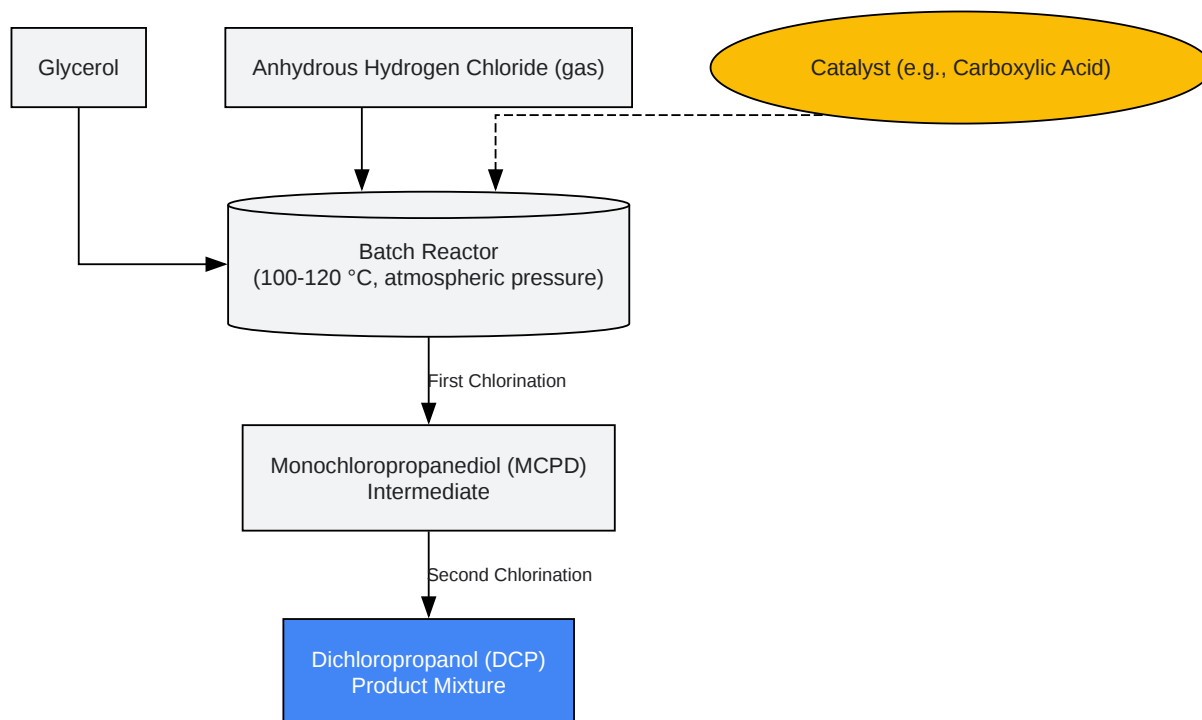 Glycerol
Anhydrous Hydrogen Chloride (gas)
Catalyst (e.g., Carboxylic Acid)
Batch Reactor
(100-120 °C, atmospheric pressure)
First Chlorination
Monochloropropanediol (MCPD)
Intermediate
Second Chlorination
Dichloropropanol (DCP)
Product Mixture